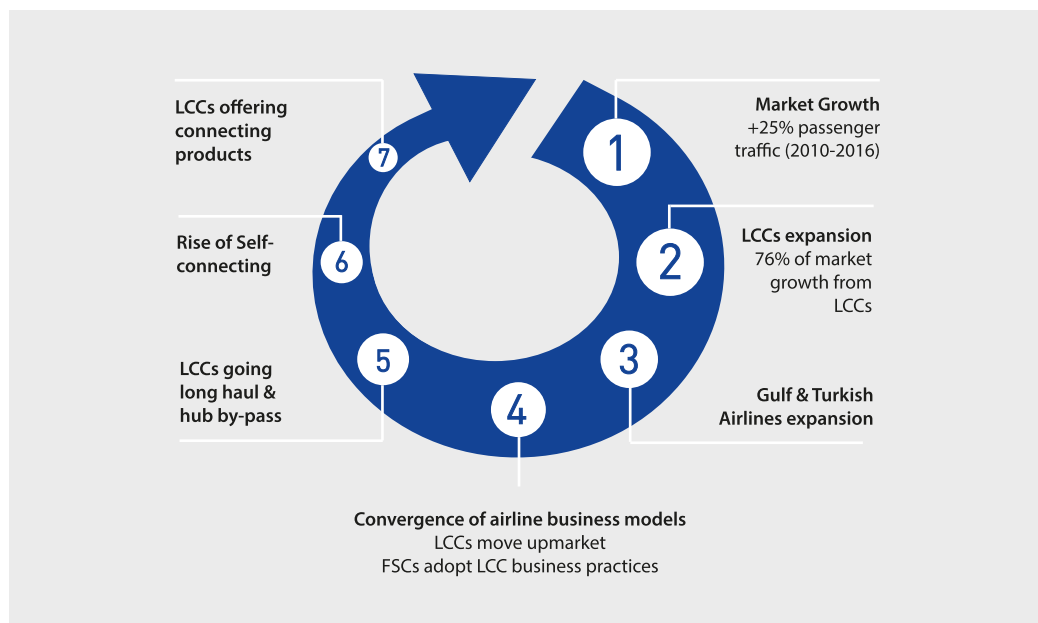 1
Market Growth
+25% passenger
traffic (2010-2016)
2
LCCs expansion
76% of market
growth from
LCCs
3
Gulf & Turkish
Airlines expansion
4
Convergence of airline business models
LCCs move upmarket
FSCs adopt LCC business practices
5
LCCs going
long haul &
hub by-pass
6
Rise of Self-
connecting
7
LCCs offering
connecting
products